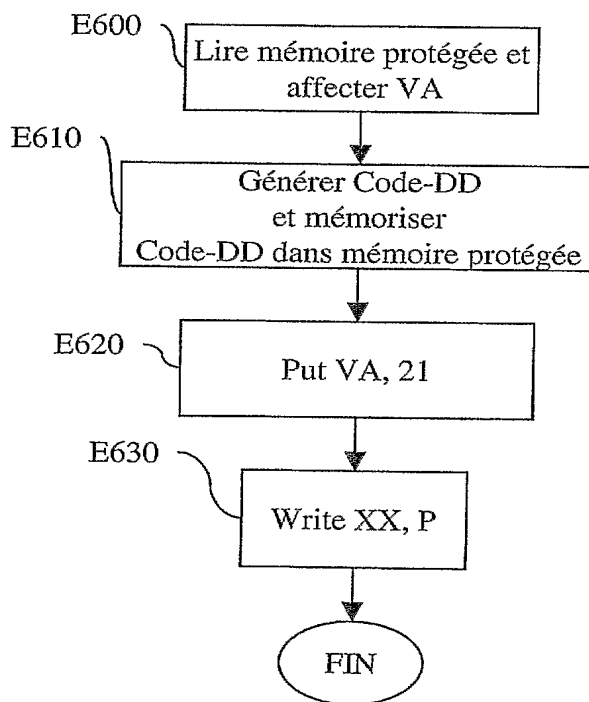 E600
Lire mémoire protégée et
affecter VA
E610
Générer Code-DD
et mémoriser
Code-DD dans mémoire protégée
E620
Put VA, 21
E630
Write XX, P
FIN